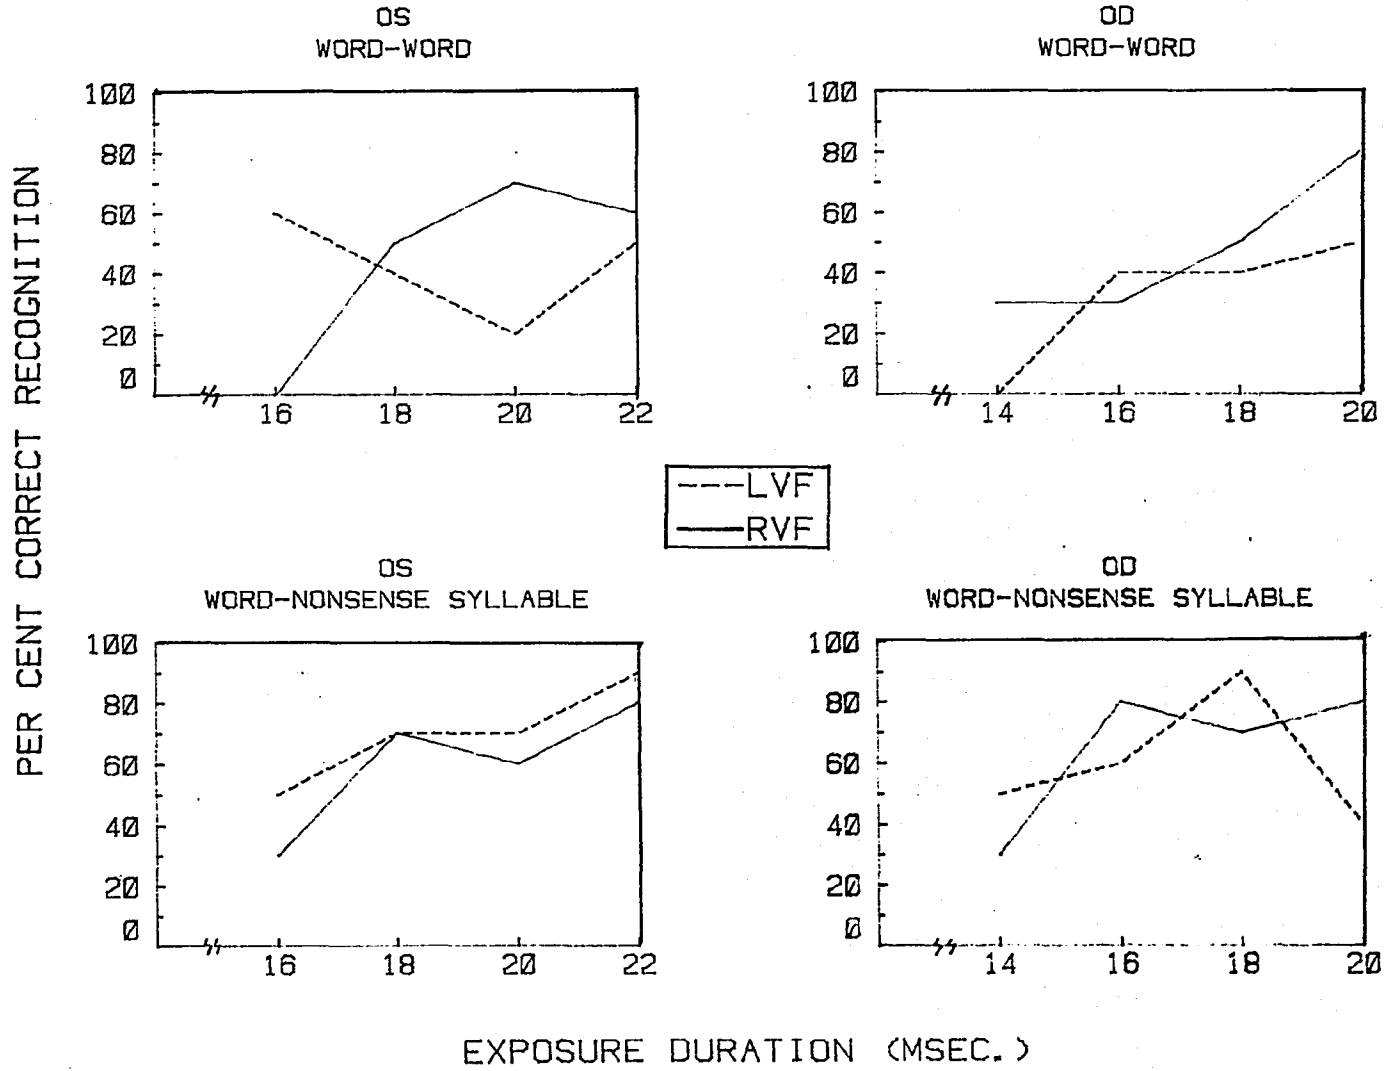 OS
WORD-WORD
OD
WORD-WORD
100
80
60
40
20
0
16 18 20 22
100
80
60
40
20
0
14 16 18 20
PER CENT CORRECT RECOGNITION
LVF
RVF
OS
WORD-NONSENSE SYLLABLE
OD
WORD-NONSENSE SYLLABLE
100
80
60
40
20
0
16 18 20 22
100
80
60
40
20
0
14 16 18 20
EXPOSURE DURATION (MSEC.)